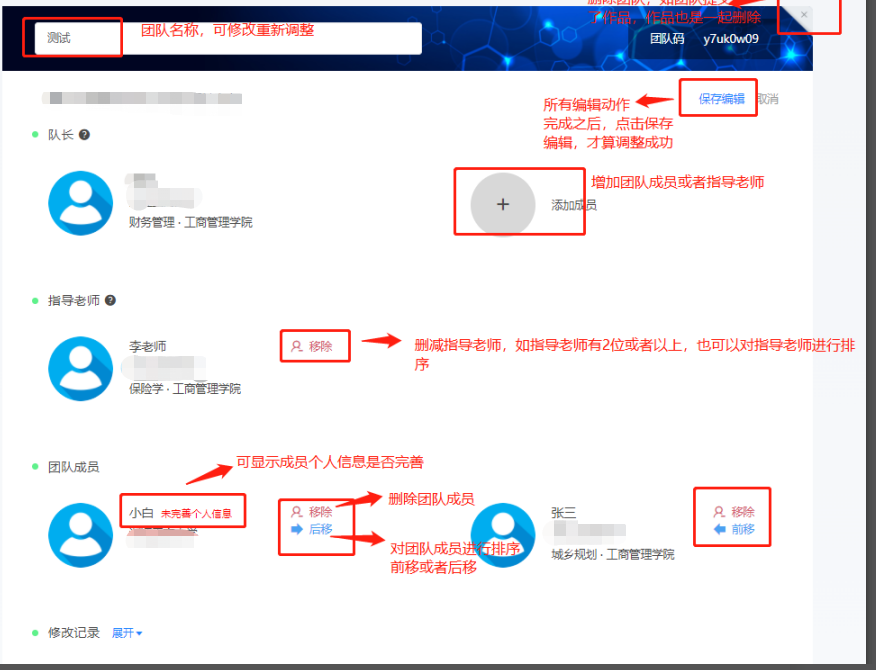 删除团队，如团队提交
了作品，作品也是一起删除
测试
团队名称，可修改重新调整
团队码 y7uk0w09
保存编辑 取消
所有编辑动作
完成之后，点击保存
编辑，才算调整成功
队长
财务管理 · 工商管理学院
添加成员
增加团队成员或者指导老师
指导老师
李老师
移除
保险学 · 工商管理学院
删减指导老师，如指导老师有2位或者以上，也可以对指导老师进行排
序
团队成员
可显示成员个人信息是否完善
小白 未完善个人信息
移除
后移
删除团队成员
对团队成员进行排序
前移或者后移
张三
城乡规划 · 工商管理学院
移除
前移
修改记录 展开